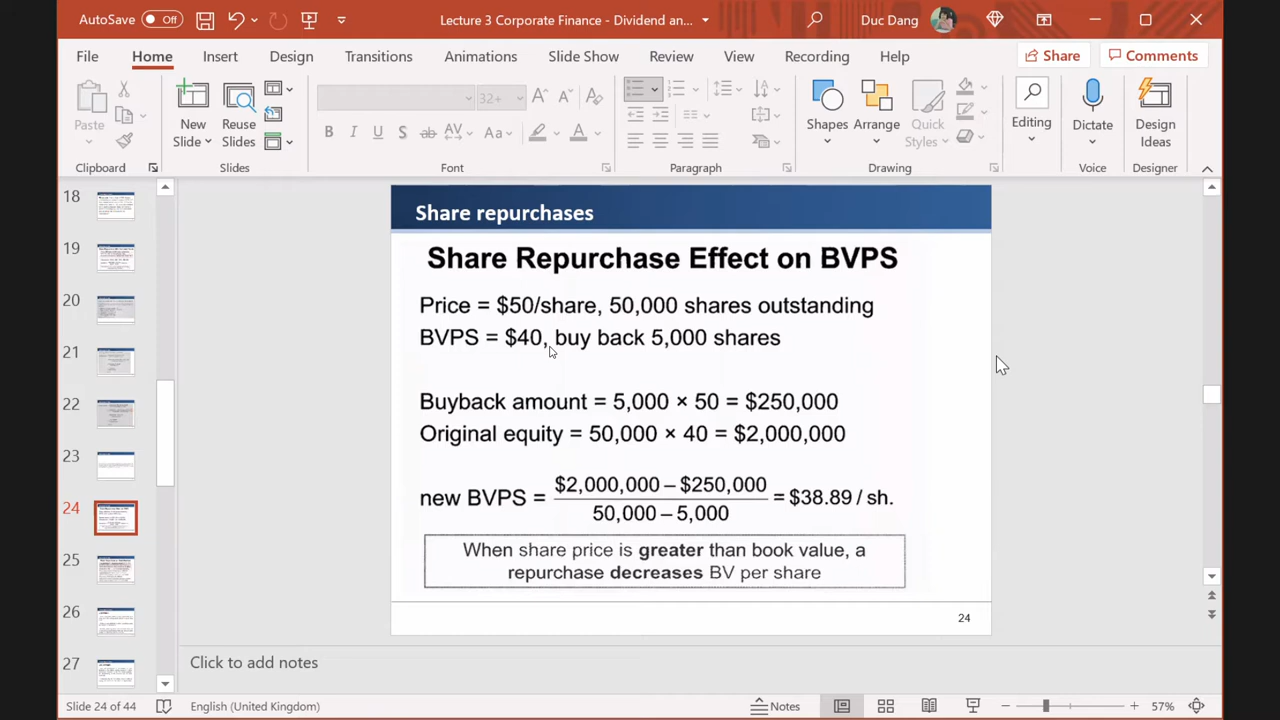 AutoSave Off
Lecture 3 Corporate Finance - Dividend an...
Duc Dang
File Home Insert Design Transitions Animations Slide Show Review View Recording Help Share Comments
Paste
New Slide
Reuse Slides
32+
B I U S ab AV Aa A
Shapes Arrange Quick Styles
Editing
Dictate
Design Ideas
Clipboard Slides Font Paragraph Drawing Voice Designer
18
19
20
21
22
23
24
25
26
27
Share repurchases
Share Repurchase Effect on BVPS
Price = $50/share, 50,000 shares outstanding
BVPS = $40, buy back 5,000 shares
Buyback amount = 5,000 × 50 = $250,000
Original equity = 50,000 × 40 = $2,000,000
new BVPS = $2,000,000 – $250,000 / 50,000 – 5,000 = $38.89 / sh.
When share price is greater than book value, a
repurchase decreases BV per share
24
Click to add notes
Slide 24 of 44 English (United Kingdom) Notes 57%